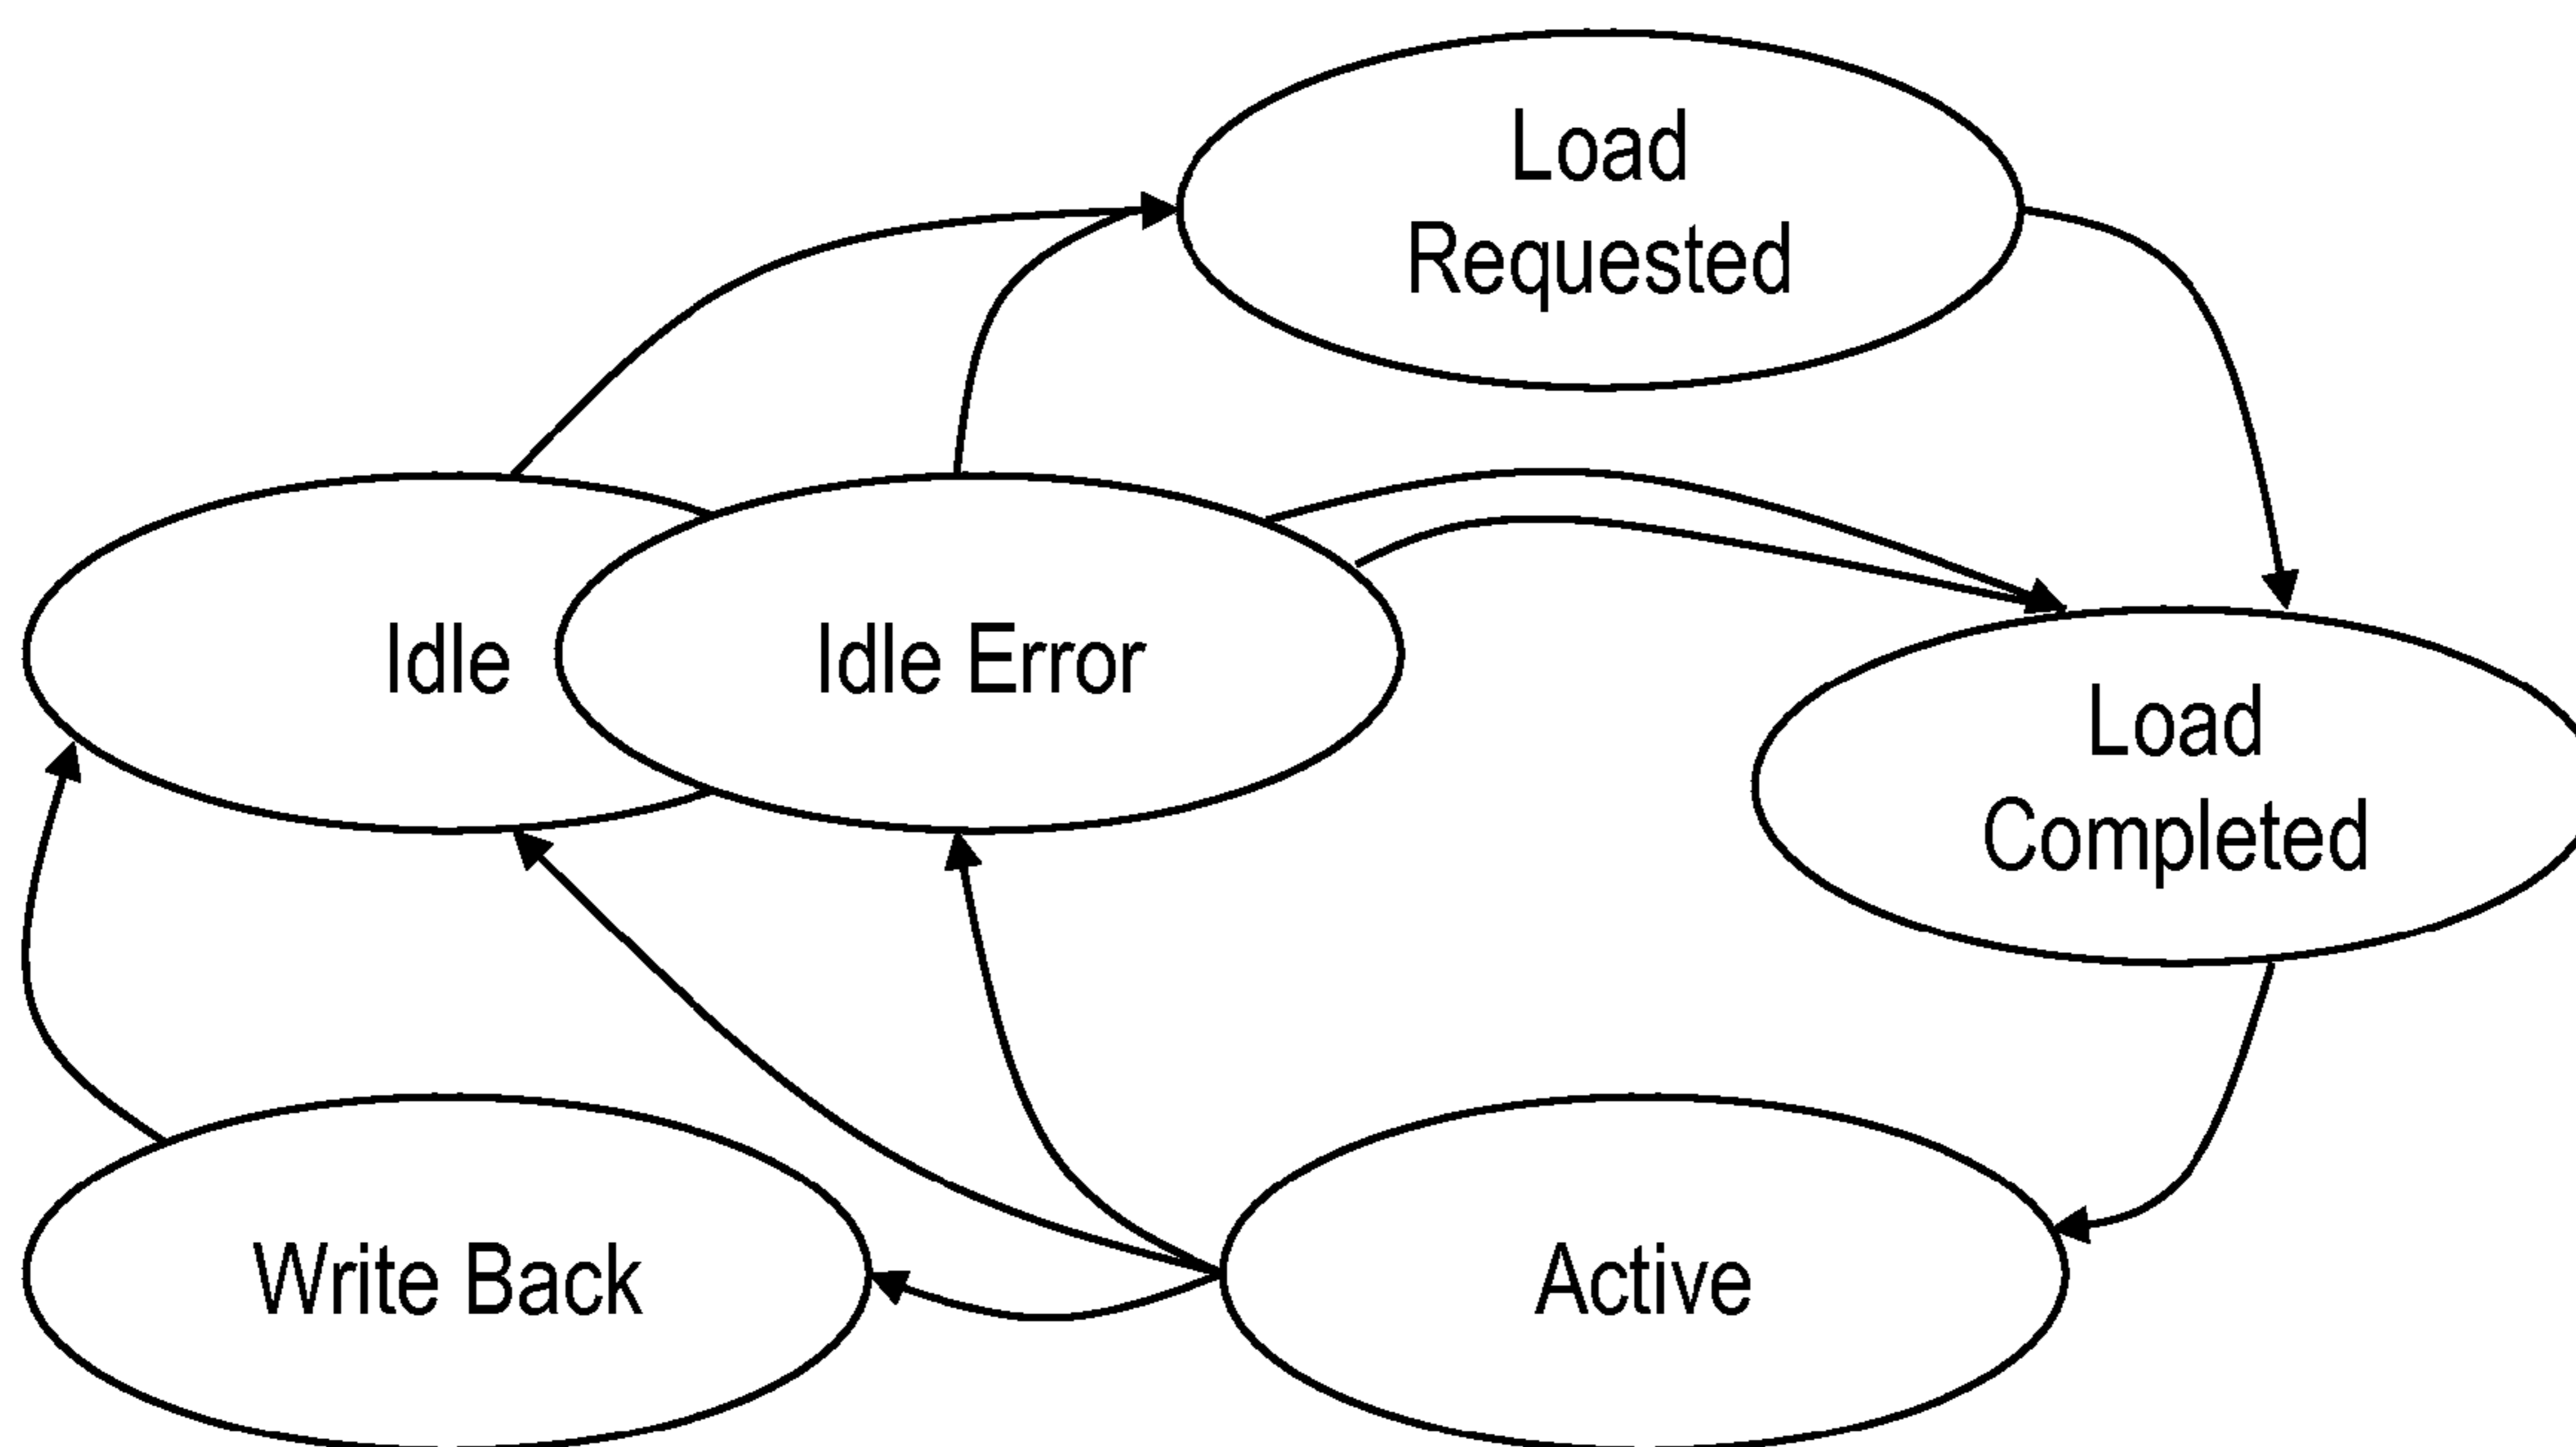 Load
Requested
Idle
Idle Error
Load
Completed
Write Back
Active